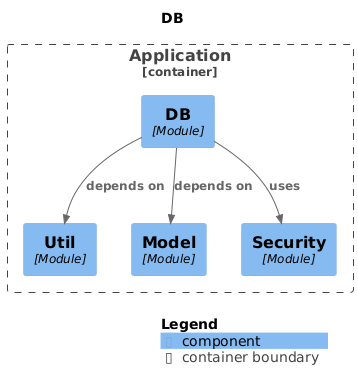 DB
Application
[container]
DB
[Module]
depends on
depends on
uses
Util
[Module]
Model
[Module]
Security
[Module]
Legend
▯ component
▯ container boundary